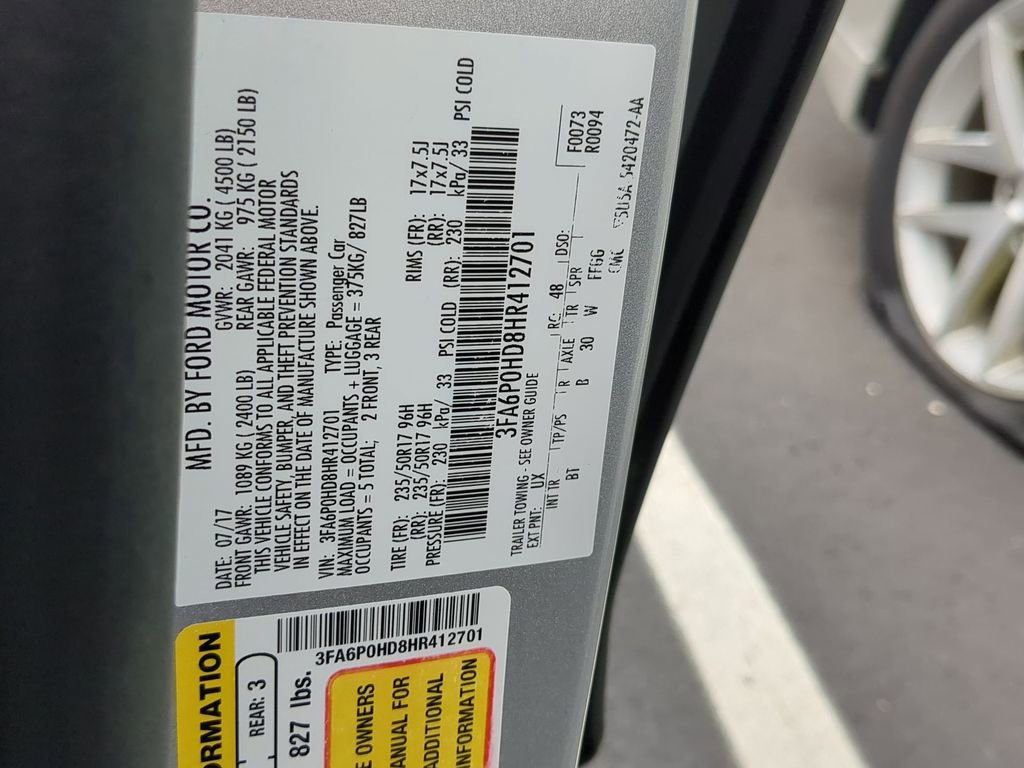 MFD. BY FORD MOTOR CO.
DATE: 07/17 GVWR: 2041 KG ( 4500 LB)
FRONT GAWR: 1089 KG ( 2400 LB) REAR GAWR: 975 KG ( 2150 LB)
THIS VEHICLE CONFORMS TO ALL APPLICABLE FEDERAL MOTOR
VEHICLE SAFETY, BUMPER, AND THEFT PREVENTION STANDARDS
IN EFFECT ON THE DATE OF MANUFACTURE SHOWN ABOVE.
VIN: 3FA6P0HD8HR412701 TYPE: Passenger Car
MAXIMUM LOAD = OCCUPANTS + LUGGAGE = 375KG/ 827LB
OCCUPANTS = 5 TOTAL; 2 FRONT, 3 REAR
TIRE (FR): 235/50R17 96H RIMS (FR): 17x7.5J
(RR): 235/50R17 96H (RR): 17x7.5J
PRESSURE (FR): 230 kPa/ 33 PSI COLD (RR): 230 kPa/ 33 PSI COLD
3FA6P0HD8HR412701
TRAILER TOWING - SEE OWNER GUIDE
F0073
R0094
EXT PNT: UX RC: 48 DSO:
INT TR TP/PS R AXLE TR SPR
BT B 30 W FFGG
5420472-AA
ORMATION
REAR: 3
827 lbs.
3FA6P0HD8HR412701
E OWNERS
ANUAL FOR
ADDITIONAL
INFORMATION